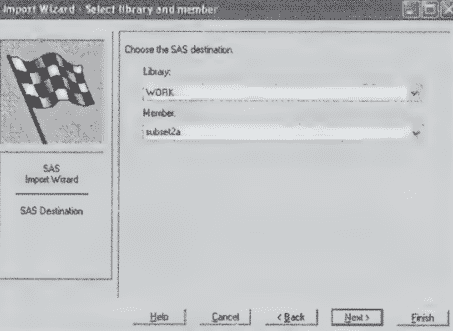 Import Wizard - Select library and member
Choose the SAS destination.
Library:
WORK
Member:
subset2a
SAS
Import Wizard
SAS Destination
Help
Cancel
< Back
Next >
Finish